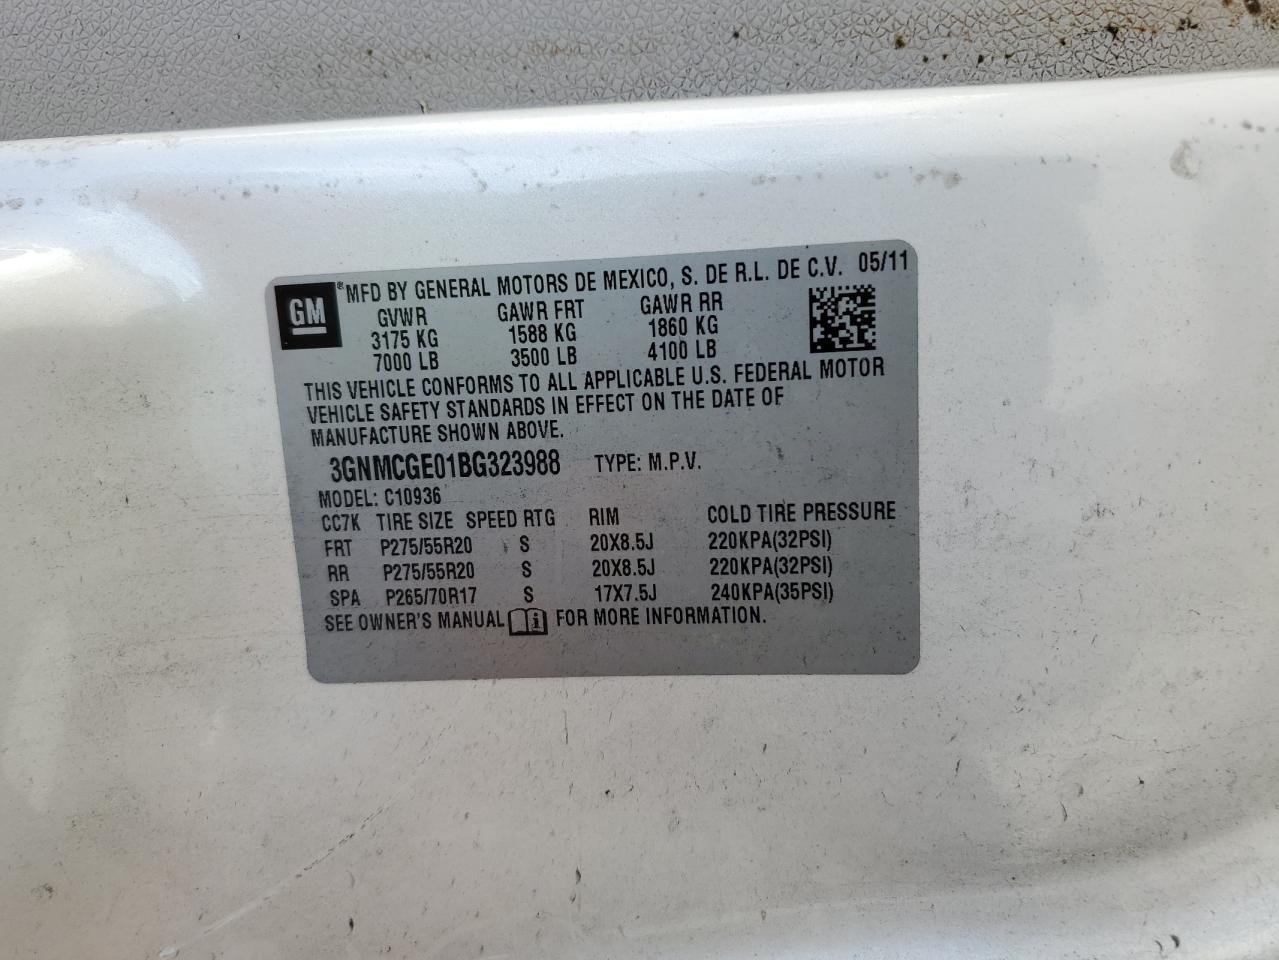 GM ® MFD BY GENERAL MOTORS DE MEXICO, S. DE R.L. DE C.V. 05/11
GVWR GAWR FRT GAWR RR
3175 KG 1588 KG 1860 KG
7000 LB 3500 LB 4100 LB
THIS VEHICLE CONFORMS TO ALL APPLICABLE U.S. FEDERAL MOTOR
VEHICLE SAFETY STANDARDS IN EFFECT ON THE DATE OF
MANUFACTURE SHOWN ABOVE.
3GNMCGE01BG323988 TYPE: M.P.V.
MODEL: C10936
CC7K TIRE SIZE SPEED RTG RIM COLD TIRE PRESSURE
FRT P275/55R20 S 20X8.5J 220KPA(32PSI)
RR P275/55R20 S 20X8.5J 220KPA(32PSI)
SPA P265/70R17 S 17X7.5J 240KPA(35PSI)
SEE OWNER'S MANUAL FOR MORE INFORMATION.